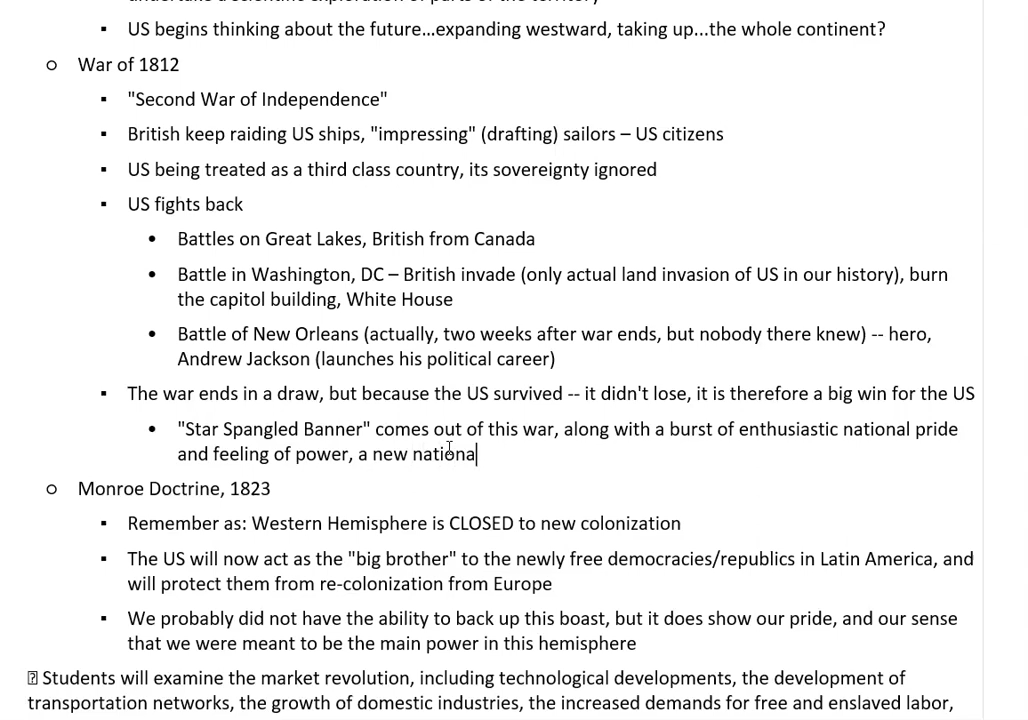 US begins thinking about the future...expanding westward, taking up...the whole continent?
War of 1812
"Second War of Independence"
British keep raiding US ships, "impressing" (drafting) sailors – US citizens
US being treated as a third class country, its sovereignty ignored
US fights back
Battles on Great Lakes, British from Canada
Battle in Washington, DC – British invade (only actual land invasion of US in our history), burn
the capitol building, White House
Battle of New Orleans (actually, two weeks after war ends, but nobody there knew) -- hero,
Andrew Jackson (launches his political career)
The war ends in a draw, but because the US survived -- it didn't lose, it is therefore a big win for the US
"Star Spangled Banner" comes out of this war, along with a burst of enthusiastic national pride
and feeling of power, a new nationa
Monroe Doctrine, 1823
Remember as: Western Hemisphere is CLOSED to new colonization
The US will now act as the "big brother" to the newly free democracies/republics in Latin America, and
will protect them from re-colonization from Europe
We probably did not have the ability to back up this boast, but it does show our pride, and our sense
that we were meant to be the main power in this hemisphere
Students will examine the market revolution, including technological developments, the development of
transportation networks, the growth of domestic industries, the increased demands for free and enslaved labor,